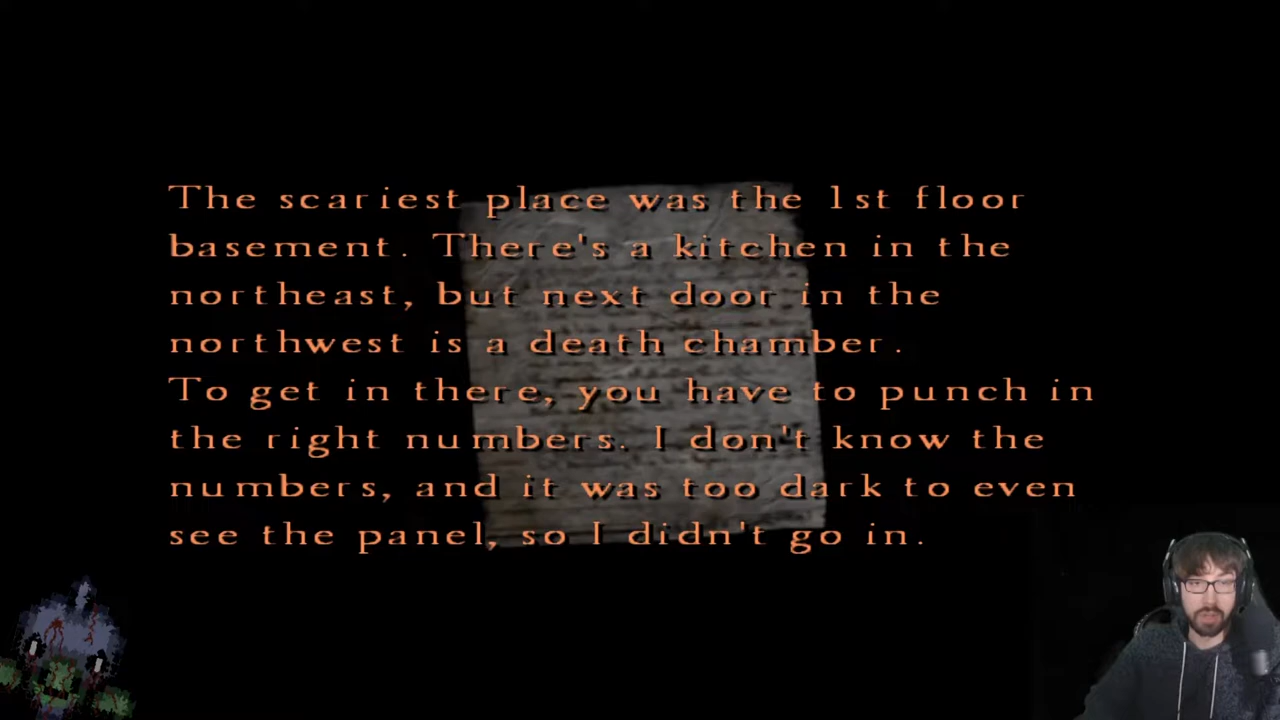 The scariest place was the 1st floor
basement. There's a kitchen in the
northeast, but next door in the
northwest is a death chamber.
To get in there, you have to punch in
the right numbers. I don't know the
numbers, and it was too dark to even
see the panel, so I didn't go in.